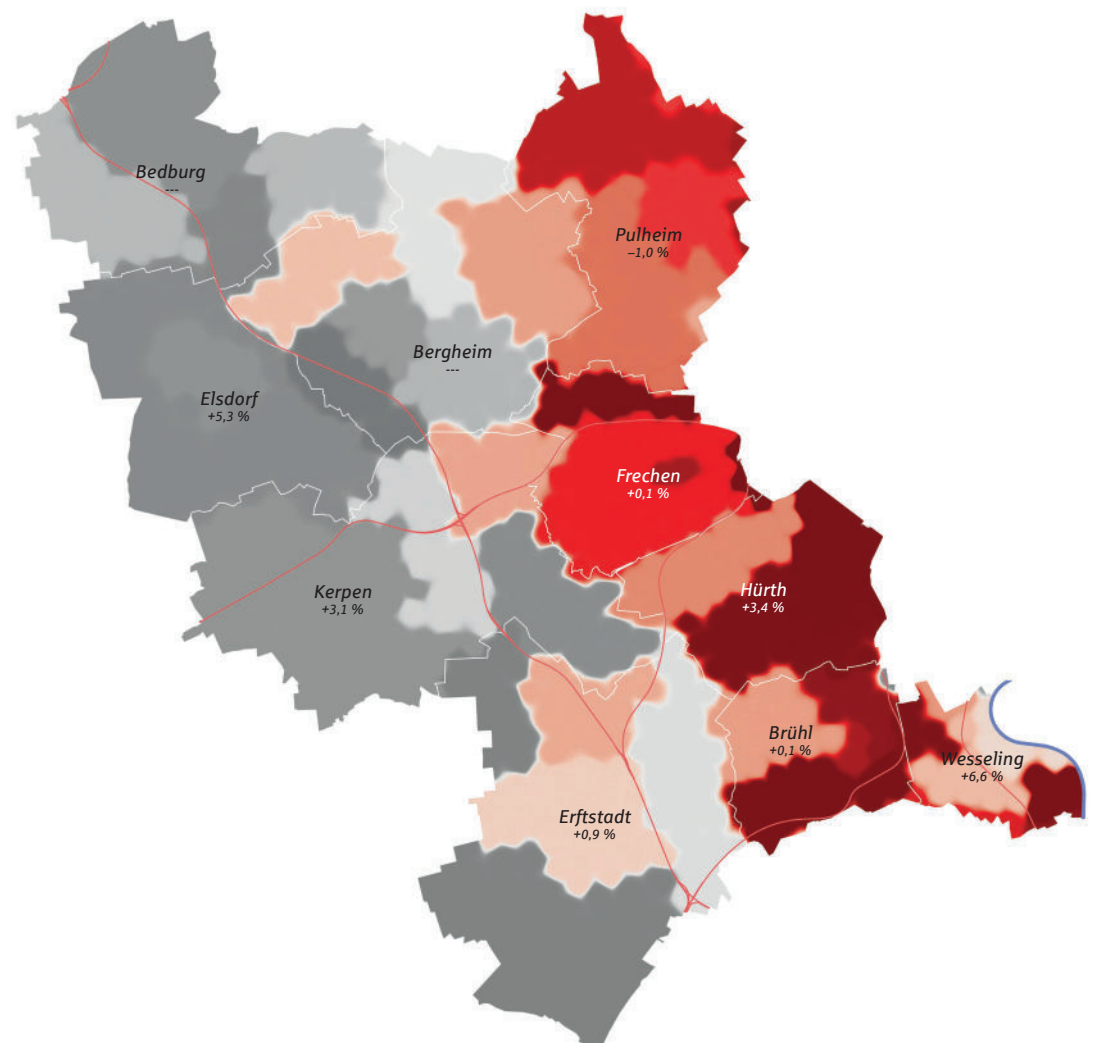 Bedburg
---
Pulheim
–1,0 %
Bergheim
---
Elsdorf
+5,3 %
Frechen
+0,1 %
Kerpen
+3,1 %
Hürth
+3,4 %
Brühl
+0,1 %
Wesseling
+6,6 %
Erftstadt
+0,9 %